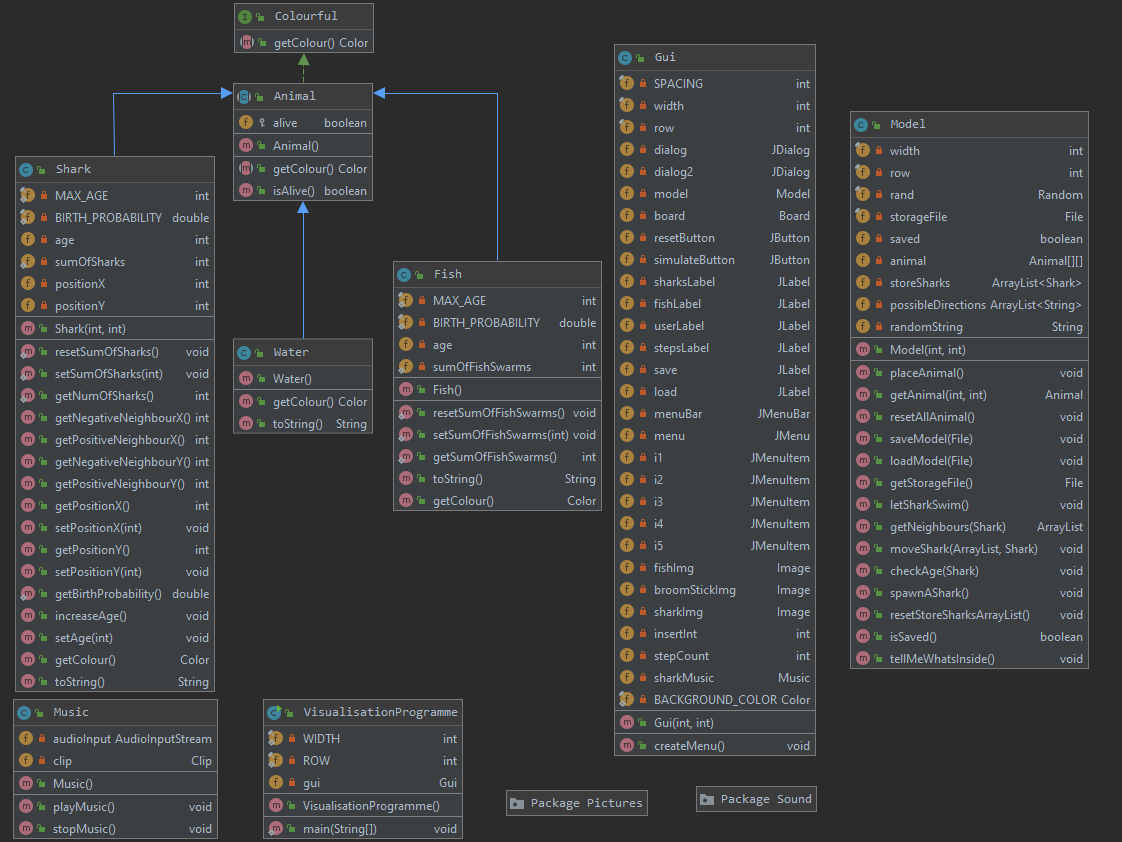 Colourful
getColour() Color
Animal
alive boolean
Animal()
getColour() Color
isAlive() boolean
Shark
MAX_AGE int
BIRTH_PROBABILITY double
age int
sumOfSharks int
positionX int
positionY int
Shark(int, int)
resetSumOfSharks() void
setSumOfSharks(int) void
getNumOfSharks() int
getNegativeNeighbourX() int
getPositiveNeighbourX() int
getNegativeNeighbourY() int
getPositiveNeighbourY() int
getPositionX() int
setPositionX(int) void
getPositionY() int
setPositionY(int) void
getBirthProbability() double
increaseAge() void
setAge(int) void
getColour() Color
toString() String
Water
Water()
getColour() Color
toString() String
Fish
MAX_AGE int
BIRTH_PROBABILITY double
age int
sumOfFishSwarms int
Fish()
resetSumOfFishSwarms() void
setSumOfFishSwarms(int) void
getSumOfFishSwarms() int
toString() String
getColour() Color
Gui
SPACING int
width int
row int
dialog JDialog
dialog2 JDialog
model Model
board Board
resetButton JButton
simulateButton JButton
sharksLabel JLabel
fishLabel JLabel
userLabel JLabel
stepsLabel JLabel
save JLabel
load JLabel
menuBar JMenuBar
menu JMenu
i1 JMenuItem
i2 JMenuItem
i3 JMenuItem
i4 JMenuItem
i5 JMenuItem
fishImg Image
broomStickImg Image
sharkImg Image
insertInt int
stepCount int
sharkMusic Music
BACKGROUND_COLOR Color
Gui(int, int)
createMenu() void
Model
width int
row int
rand Random
storageFile File
saved boolean
animal Animal[][]
storeSharks ArrayList<Shark>
possibleDirections ArrayList<String>
randomString String
Model(int, int)
placeAnimal() void
getAnimal(int, int) Animal
resetAllAnimal() void
saveModel(File) void
loadModel(File) void
getStorageFile() File
letSharkSwim() void
getNeighbours(Shark) ArrayList
moveShark(ArrayList, Shark) void
checkAge(Shark) void
spawnAShark() void
resetStoreSharksArrayList() void
isSaved() boolean
tellMeWhatsInside() void
Music
audioInput AudioInputStream
clip Clip
Music()
playMusic() void
stopMusic() void
VisualisationProgramme
WIDTH int
ROW int
gui Gui
VisualisationProgramme()
main(String[]) void
Package Pictures
Package Sound